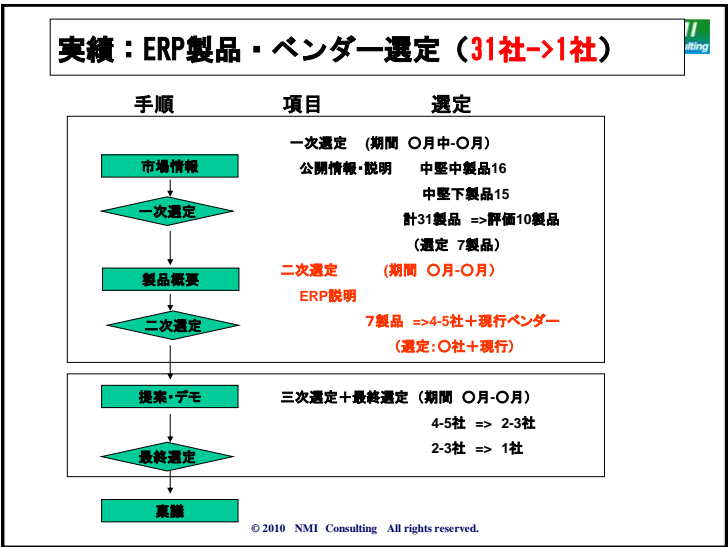 実績：ERP製品・ベンダー選定（31社->1社）
lting
手順 項目 選定
一次選定 (期間 〇月中-〇月)
市場情報
公開情報・説明 中堅中製品16
中堅下製品15
一次選定
計31製品 =>評価10製品
（選定 7製品）
二次選定 (期間 〇月-〇月)
製品概要
ERP説明
7製品 =>4-5社＋現行ベンダー
二次選定
（選定：〇社＋現行）
提案・デモ
三次選定＋最終選定（期間 〇月-〇月）
4-5社 => 2-3社
2-3社 => 1社
最終選定
稟議
© 2010 NMI Consulting All rights reserved.